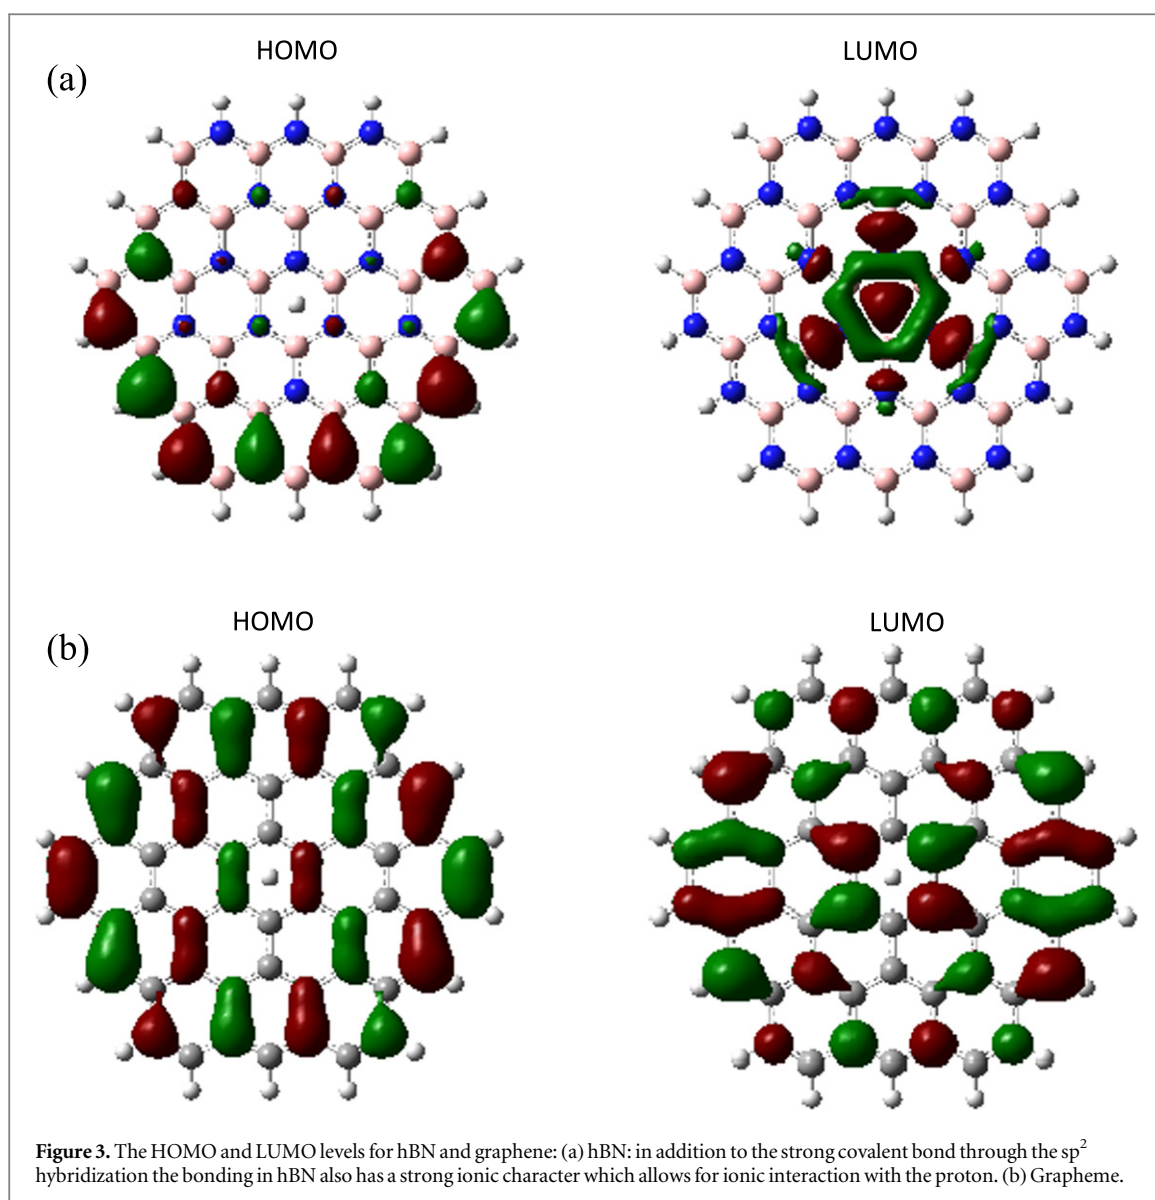 HOMO
LUMO
(a)
HOMO
LUMO
(b)
Figure 3. The HOMO and LUMO levels for hBN and graphene: (a) hBN: in addition to the strong covalent bond through the sp²
hybridization the bonding in hBN also has a strong ionic character which allows for ionic interaction with the proton. (b) Grapheme.